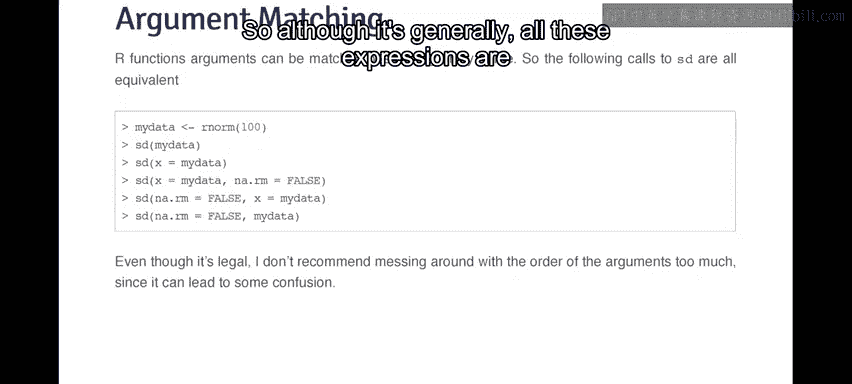 Argument Matching
So although it's generally, all these
expressions are
R functions arguments can be matc
. So the following calls to sd are all
equivalent
> mydata <- rnorm(100)
> sd(mydata)
> sd(x = mydata)
> sd(x = mydata, na.rm = FALSE)
> sd(na.rm = FALSE, x = mydata)
> sd(na.rm = FALSE, mydata)
Even though it's legal, I don't recommend messing around with the order of the arguments too much,
since it can lead to some confusion.